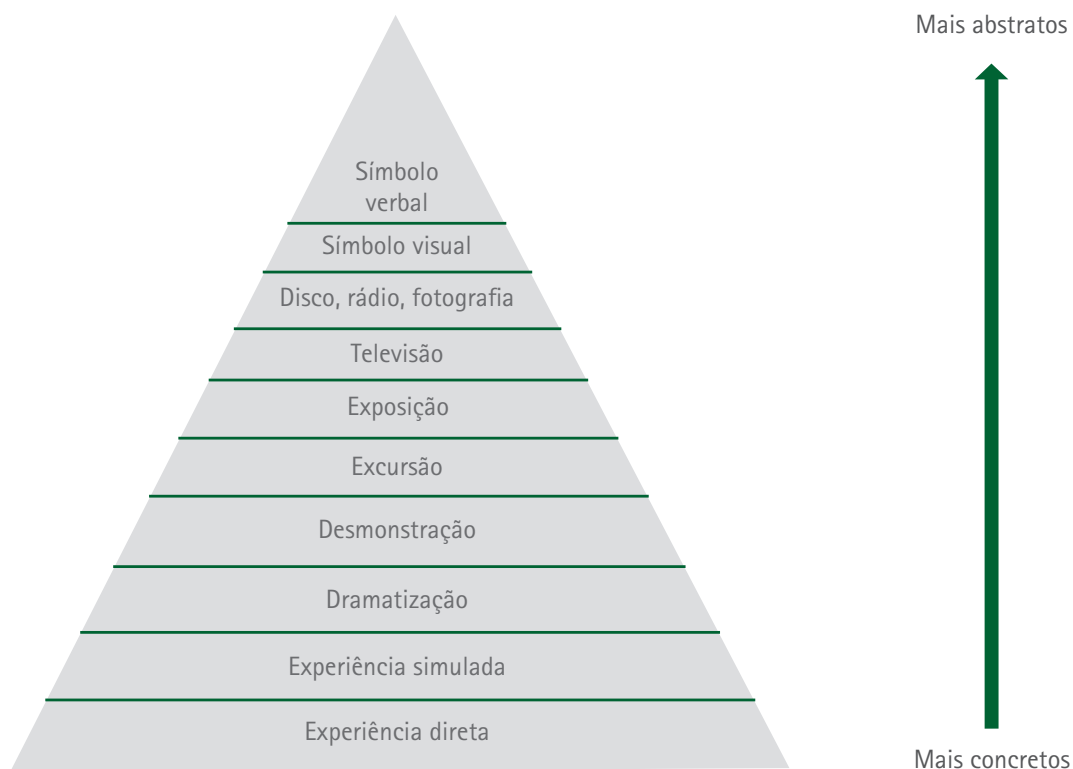 Mais abstratos
Símbolo
verbal
Símbolo visual
Disco, rádio, fotografia
Televisão
Exposição
Excursão
Desmonstração
Dramatização
Experiência simulada
Experiência direta
Mais concretos